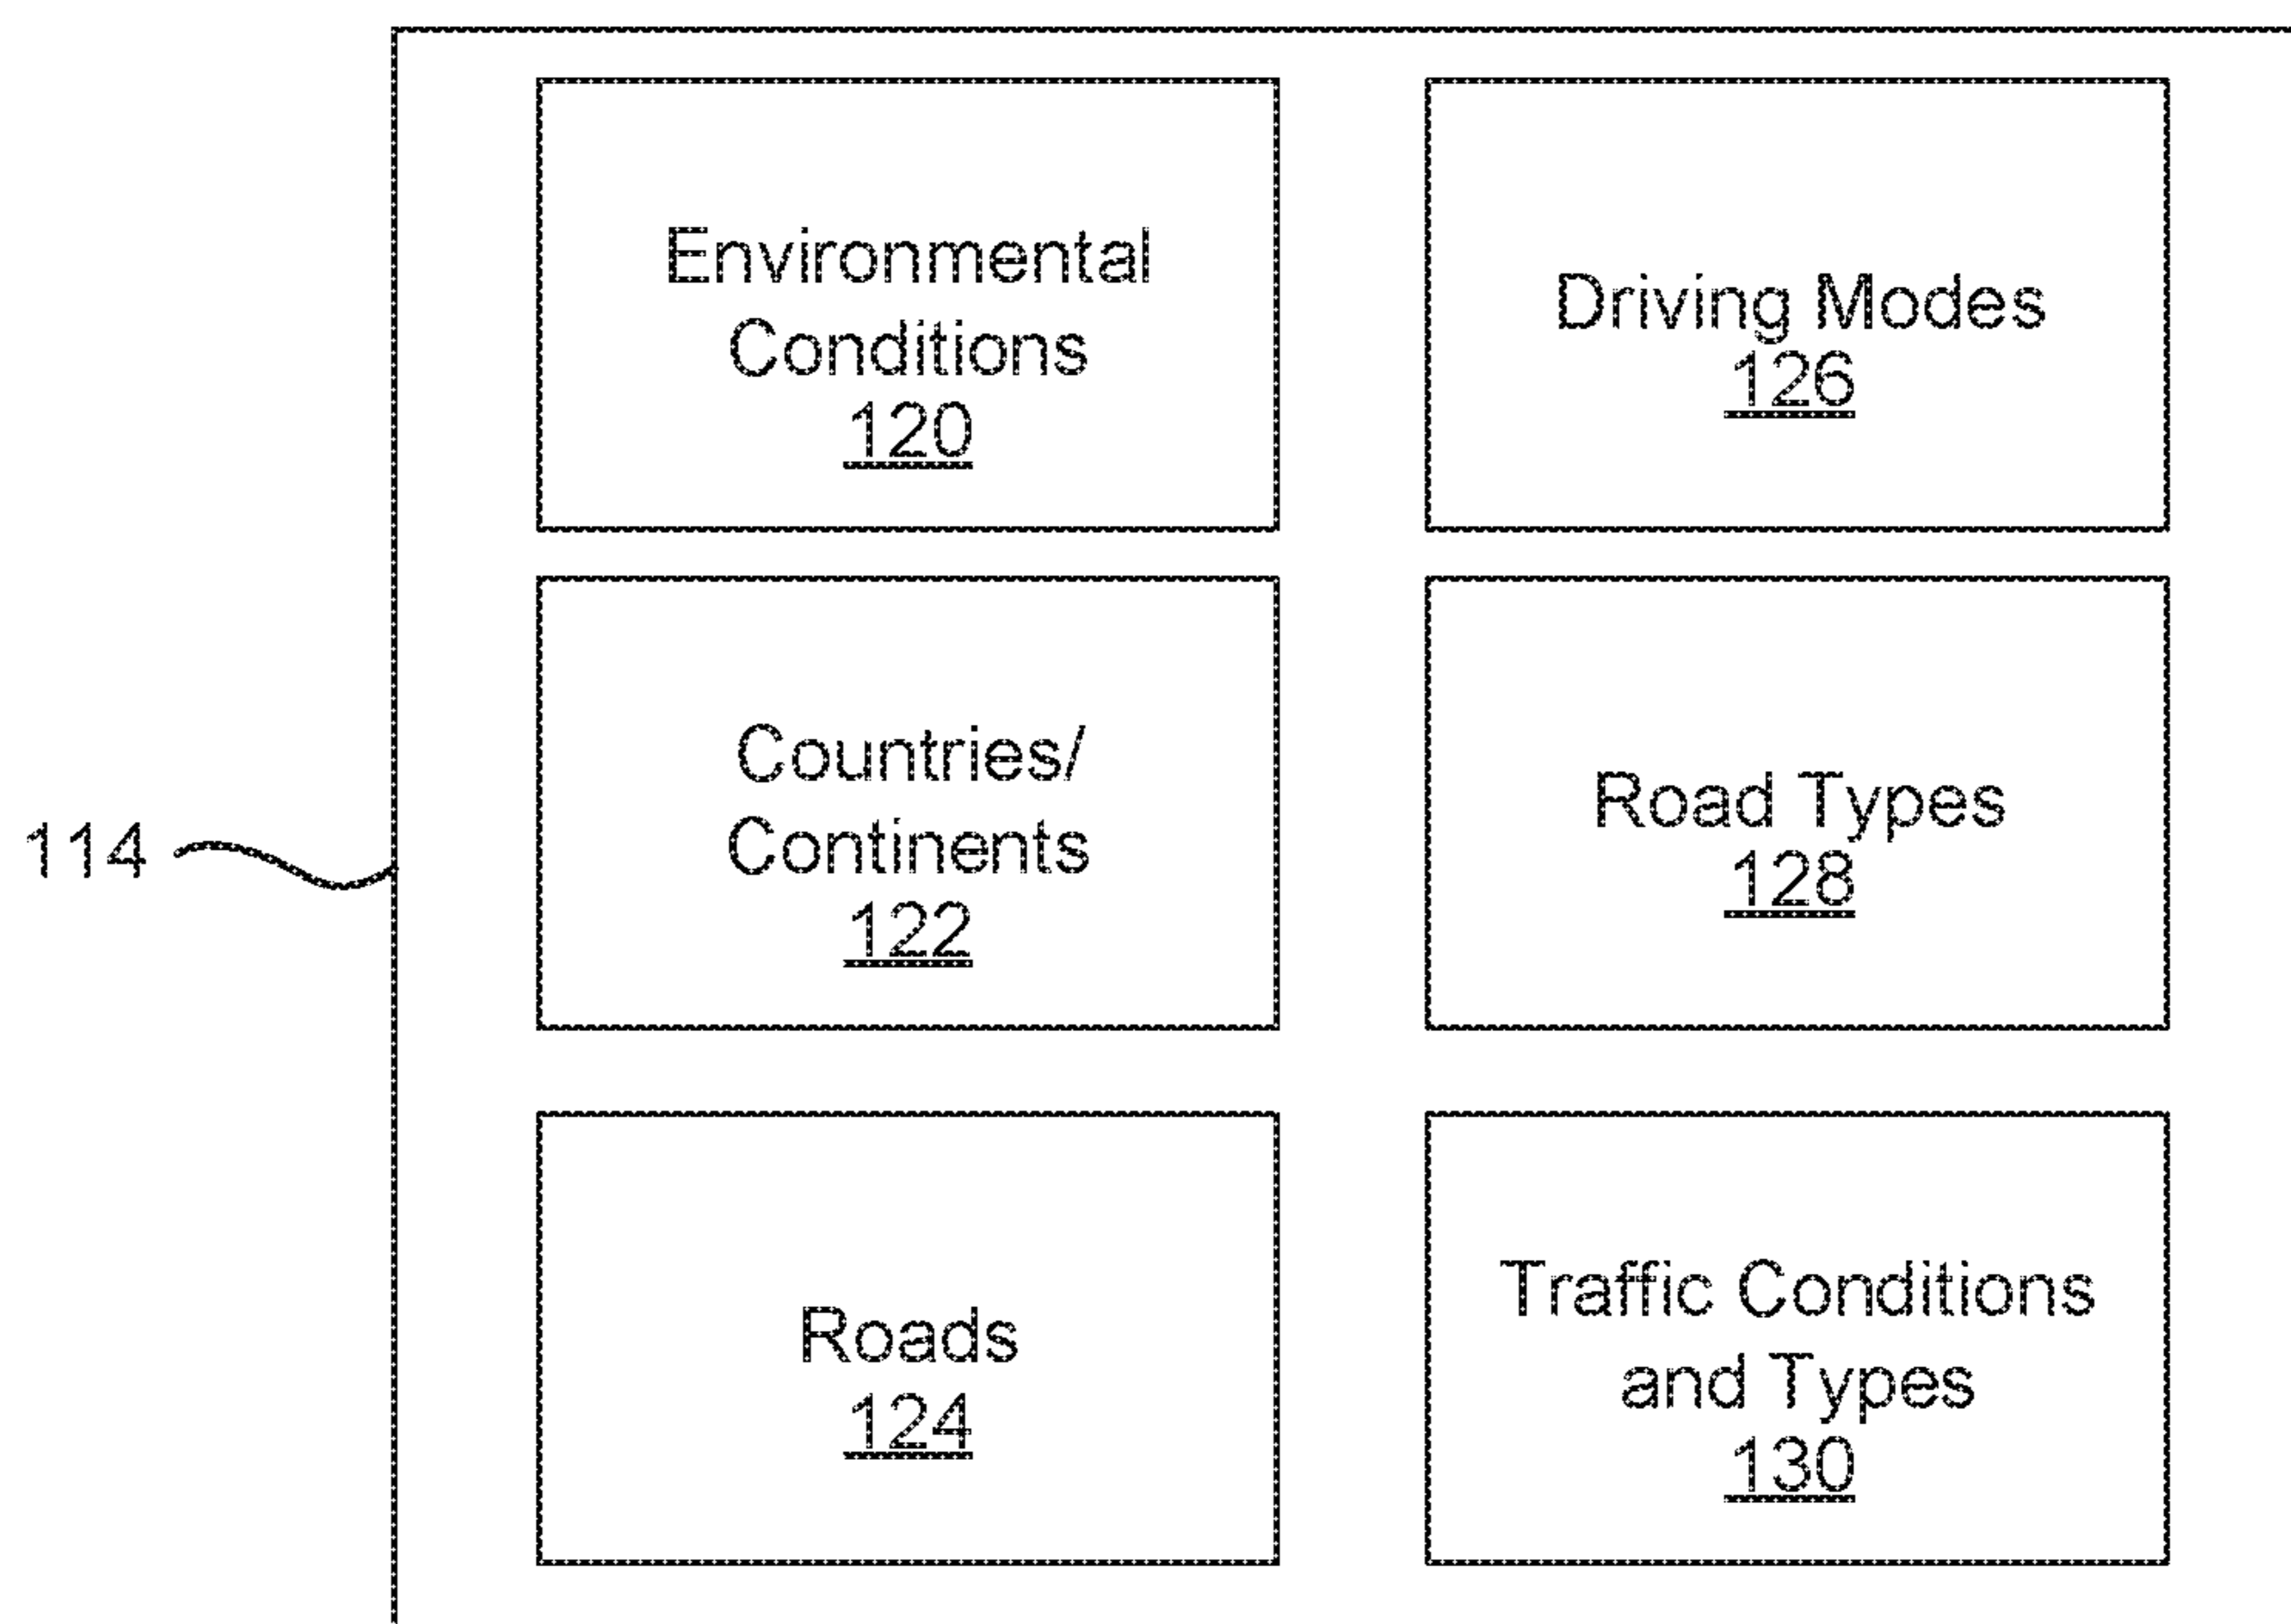 Environmental
Conditions
120
Driving Modes
126
Countries/
Continents
122
Road Types
128
114
Roads
124
Traffic Conditions
and Types
130